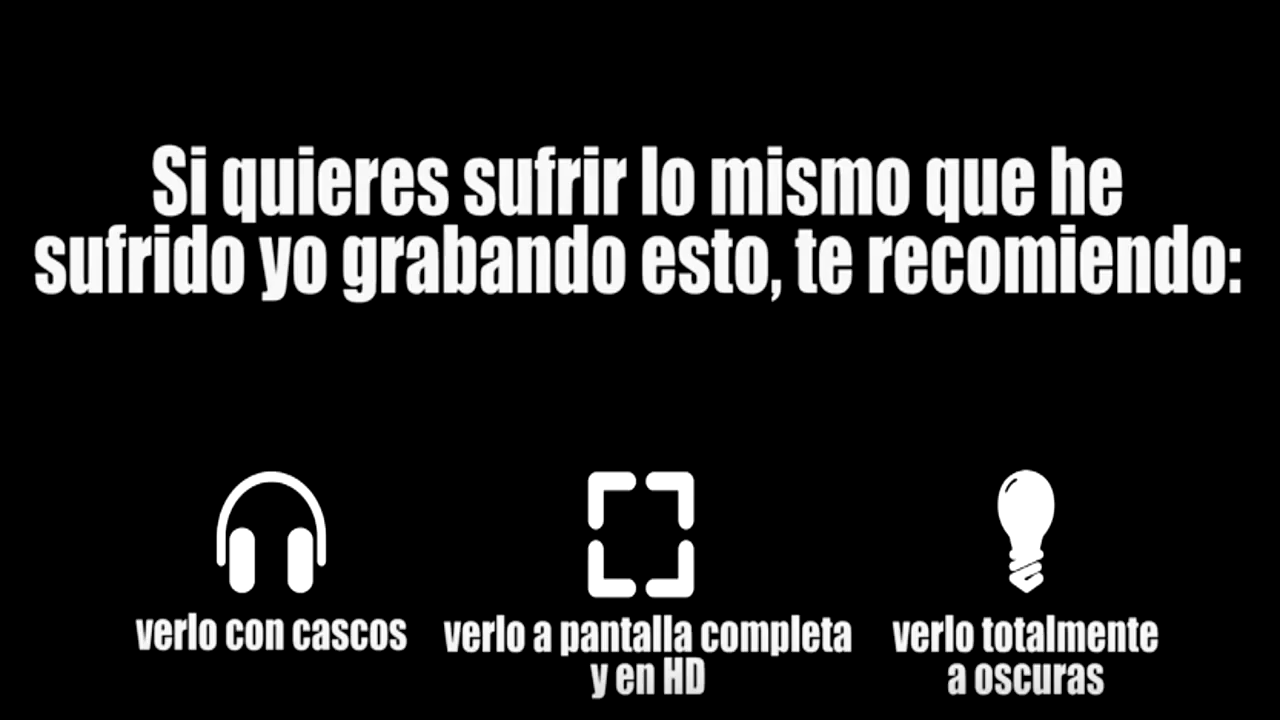 Si quieres sufrir lo mismo que he
sufrido yo grabando esto, te recomiendo:
verlo con cascos
verlo a pantalla completa
y en HD
verlo totalmente
a oscuras